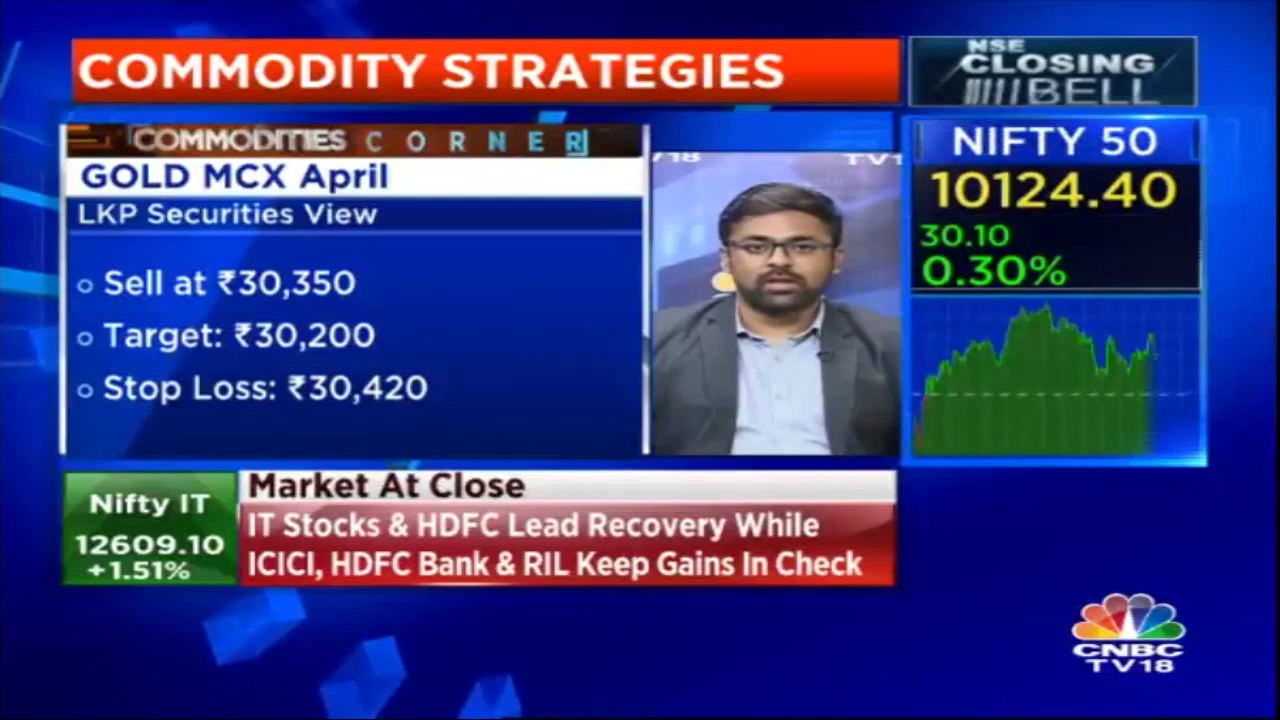 COMMODITY STRATEGIES
NSE
CLOSING
BELL
COMMODITIES CORNER
GOLD MCX April
LKP Securities View
Sell at ₹30,350
Target: ₹30,200
Stop Loss: ₹30,420
TV18
NIFTY 50
10124.40
30.10
0.30%
Nifty IT
12609.10
+1.51%
Market At Close
IT Stocks & HDFC Lead Recovery While
ICICI, HDFC Bank & RIL Keep Gains In Check
CNBC
TV18